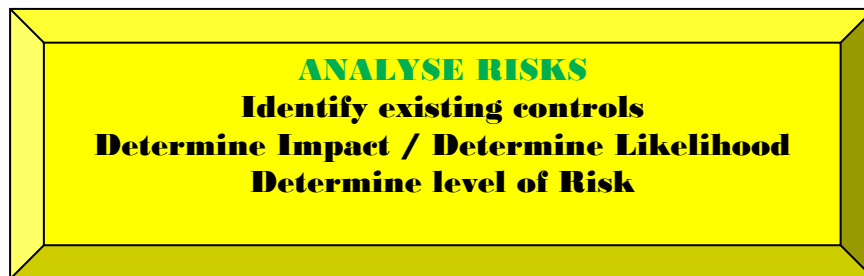 ANALYSE RISKS
Identify existing controls
Determine Impact / Determine Likelihood
Determine level of Risk